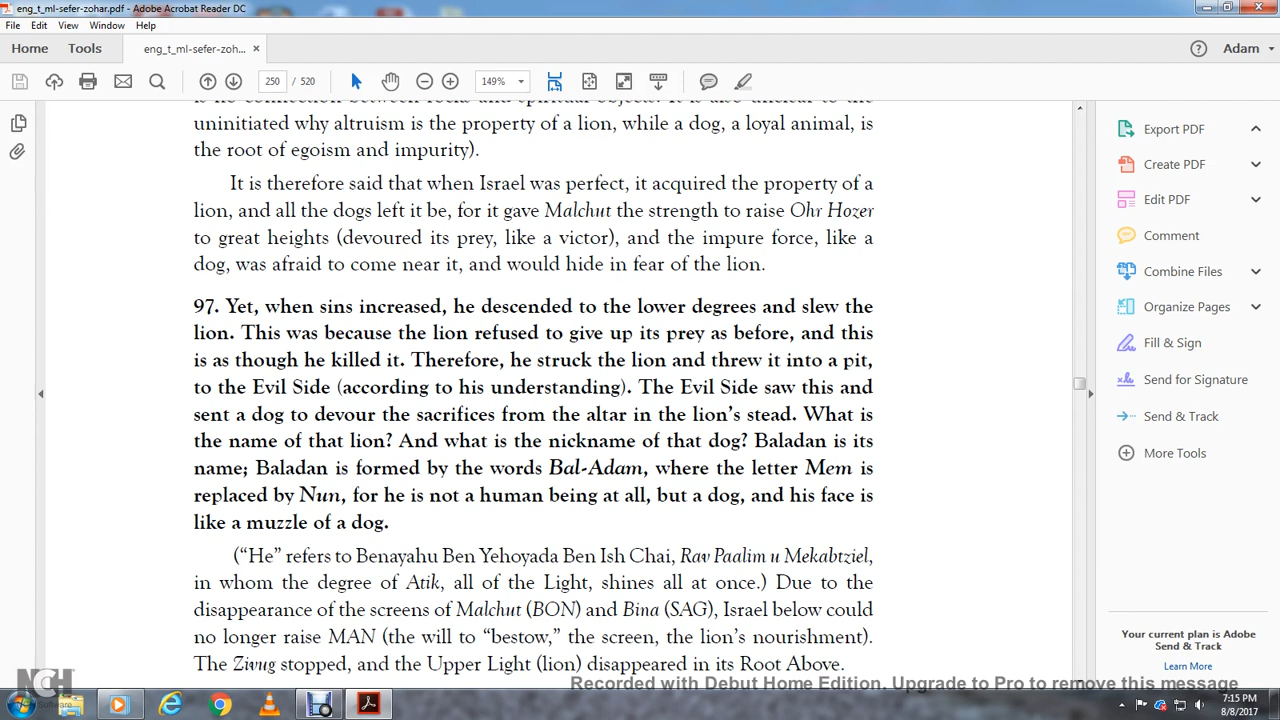 eng_t_ml-sefer-zohar.pdf - Adobe Acrobat Reader DC
File Edit View Window Help
Home Tools eng_t_ml-sefer-zoh... × Adam
250 / 520 149%
uninitiated why altruism is the property of a lion, while a dog, a loyal animal, is
the root of egoism and impurity).
It is therefore said that when Israel was perfect, it acquired the property of a
lion, and all the dogs left it be, for it gave Malchut the strength to raise Ohr Hozer
to great heights (devoured its prey, like a victor), and the impure force, like a
dog, was afraid to come near it, and would hide in fear of the lion.
97. Yet, when sins increased, he descended to the lower degrees and slew the
lion. This was because the lion refused to give up its prey as before, and this
is as though he killed it. Therefore, he struck the lion and threw it into a pit,
to the Evil Side (according to his understanding). The Evil Side saw this and
sent a dog to devour the sacrifices from the altar in the lion's stead. What is
the name of that lion? And what is the nickname of that dog? Baladan is its
name; Baladan is formed by the words Bal-Adam, where the letter Mem is
replaced by Nun, for he is not a human being at all, but a dog, and his face is
like a muzzle of a dog.
("He" refers to Benayahu Ben Yehoyada Ben Ish Chai, Rav Paalim u Mekabtziel,
in whom the degree of Atik, all of the Light, shines all at once.) Due to the
disappearance of the screens of Malchut (BON) and Bina (SAG), Israel below could
no longer raise MAN (the will to "bestow," the screen, the lion's nourishment).
The Zivug stopped, and the Upper Light (lion) disappeared in its Root Above.
Export PDF
Create PDF
Edit PDF
Comment
Combine Files
Organize Pages
Fill & Sign
Send for Signature
Send & Track
More Tools
Your current plan is Adobe
Send & Track
Learn More
NCH
Software
Recorded with Debut Home Edition. Upgrade to Pro to remove this message
7:15 PM
8/8/2017